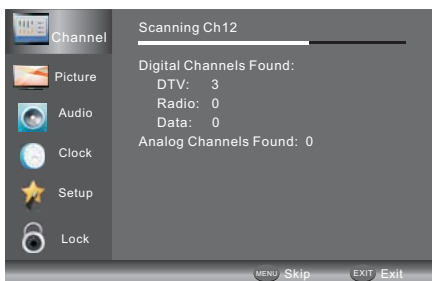 Channel
Picture
Audio
Clock
Setup
Lock
Scanning Ch12
Digital Channels Found:
DTV: 3
Radio: 0
Data: 0
Analog Channels Found: 0
MENU Skip EXIT Exit